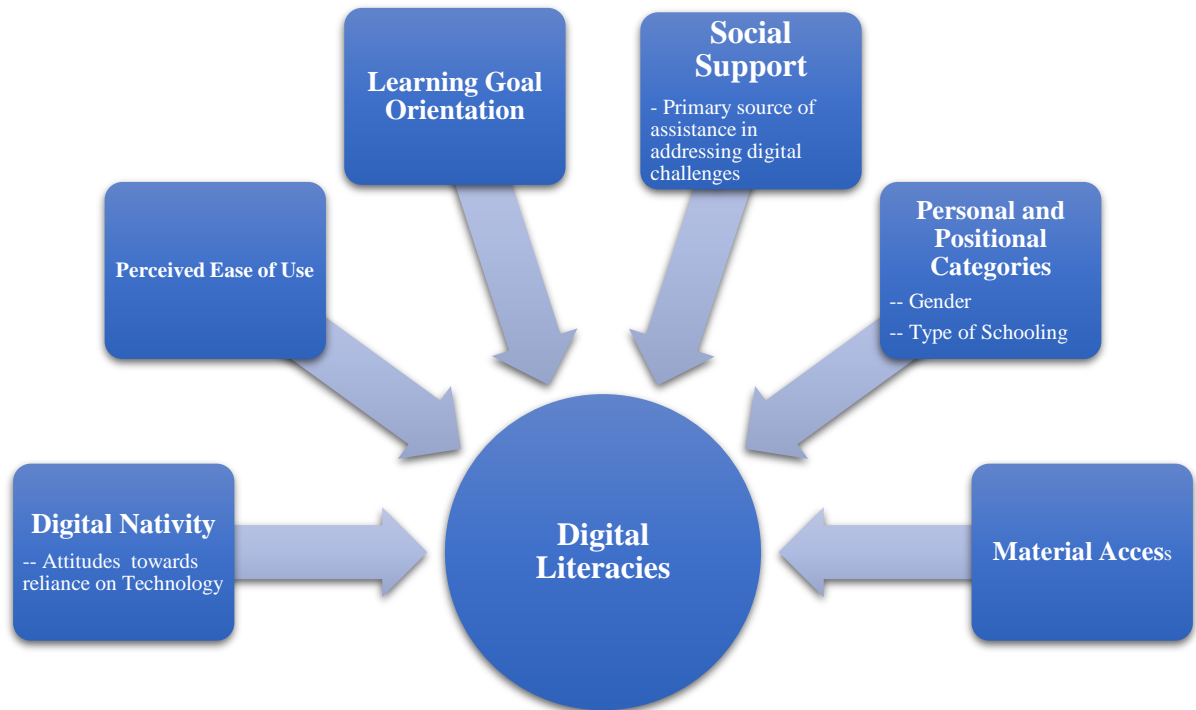 Learning Goal
Orientation
Social
Support
- Primary source of
assistance in
addressing digital
challenges
Perceived Ease of Use
Personal and
Positional
Categories
-- Gender
-- Type of Schooling
Digital Nativity
-- Attitudes towards
reliance on Technology
Digital
Literacies
Material Access